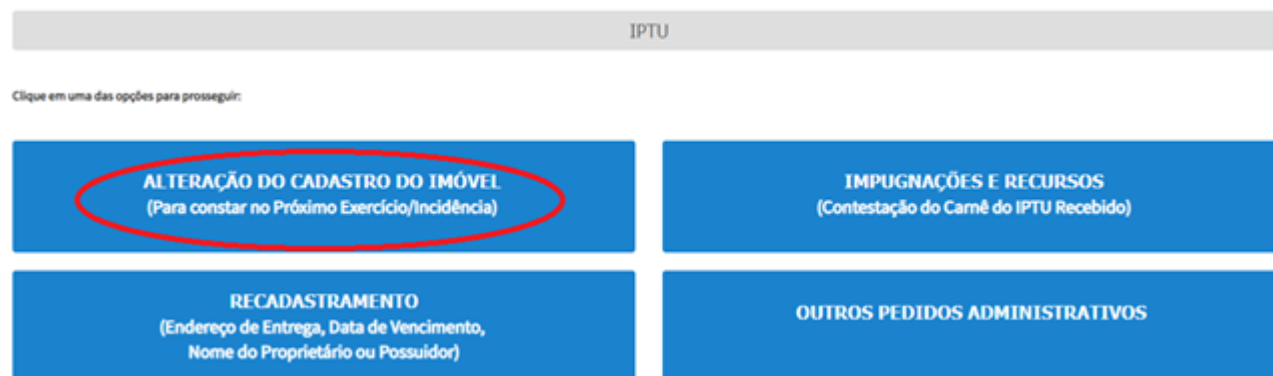 IPTU
Clique em uma das opções para prosseguir:
ALTERAÇÃO DO CADASTRO DO IMÓVEL
(Para constar no Próximo Exercício/Incidência)
IMPUGNAÇÕES E RECURSOS
(Contestação do Carnê do IPTU Recebido)
RECADASTRAMENTO
(Endereço de Entrega, Data de Vencimento,
Nome do Proprietário ou Possuidor)
OUTROS PEDIDOS ADMINISTRATIVOS